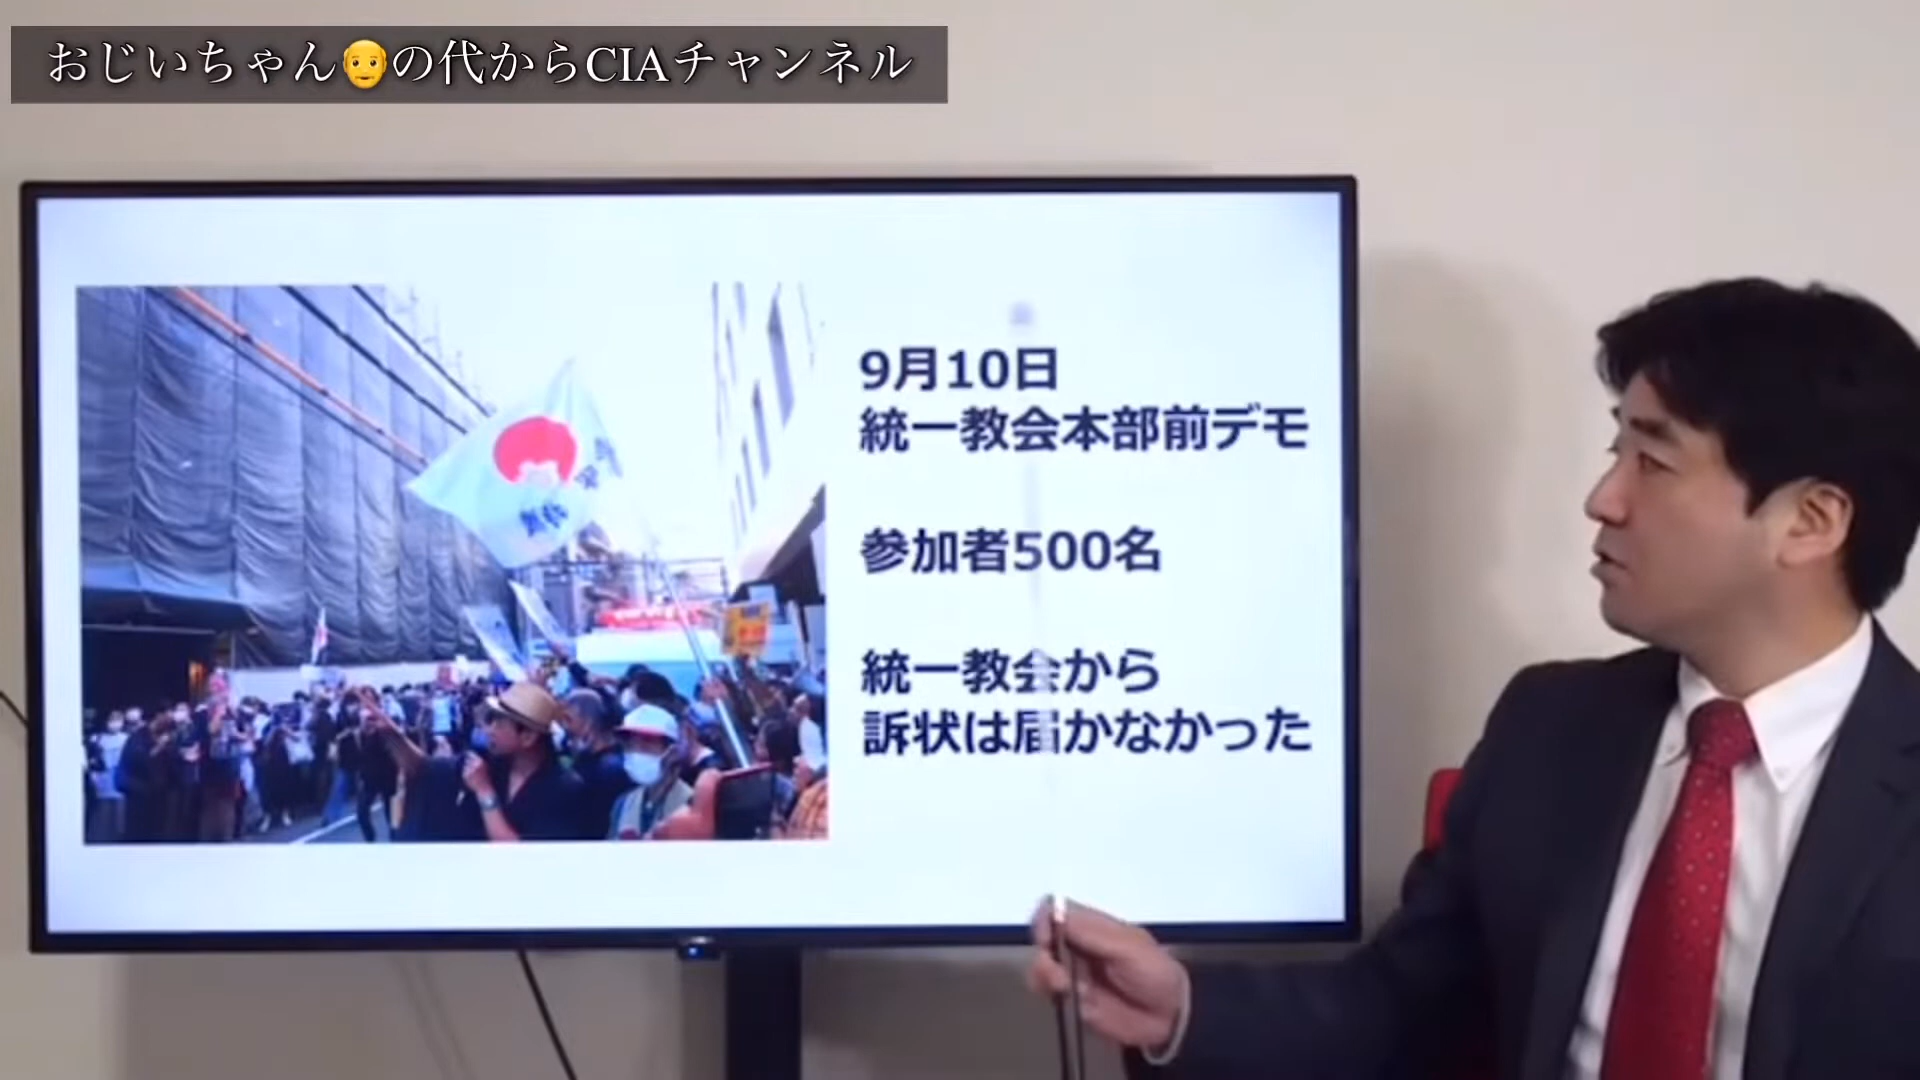 おじいちゃん👴の代からCIAチャンネル
9月10日
統一教会本部前デモ
参加者500名
統一教会から
訴状は届かなかった